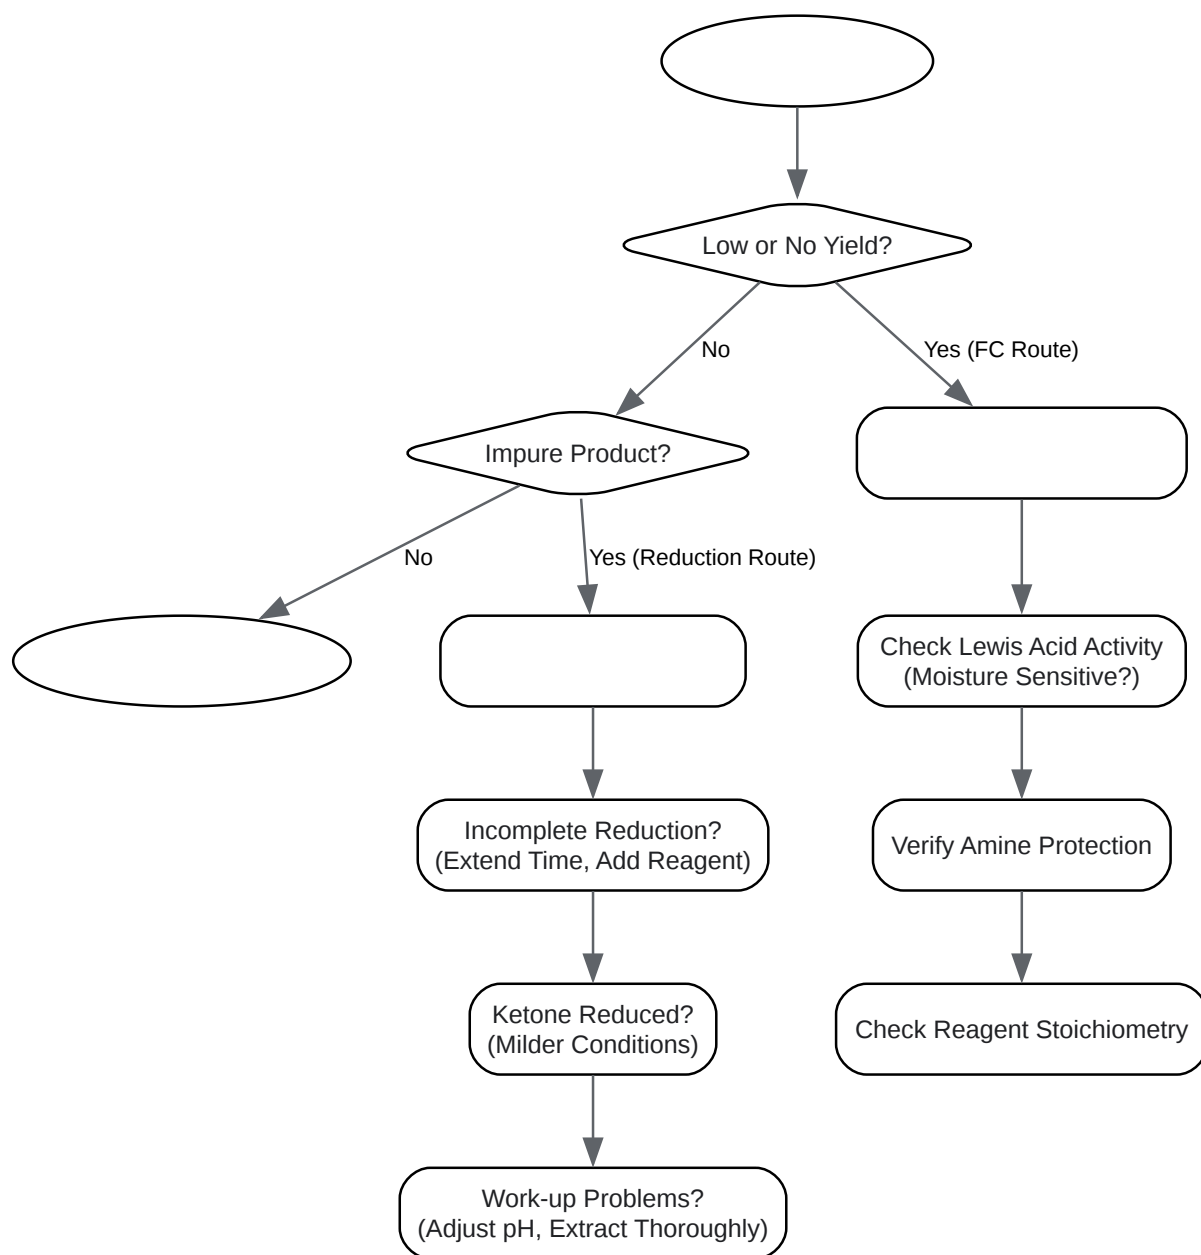 Low or No Yield?
No
Yes (FC Route)
Impure Product?
No
Yes (Reduction Route)
Check Lewis Acid Activity
(Moisture Sensitive?)
Incomplete Reduction?
(Extend Time, Add Reagent)
Verify Amine Protection
Ketone Reduced?
(Milder Conditions)
Check Reagent Stoichiometry
Work-up Problems?
(Adjust pH, Extract Thoroughly)